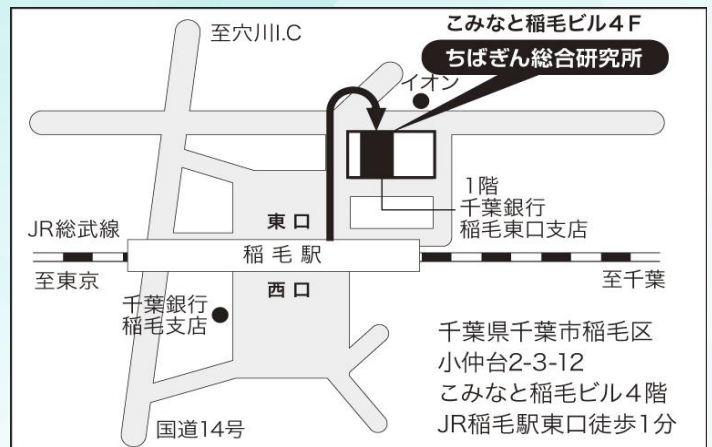 至穴川I.C
こみなと稲毛ビル4F
ちばぎん総合研究所
イオン
1階
千葉銀行
稲毛東口支店
東口
JR総武線
稲毛駅
至東京
至千葉
西口
千葉銀行
稲毛支店
国道14号
千葉県千葉市稲毛区
小仲台2-3-12
こみなと稲毛ビル4階
JR稲毛駅東口徒歩1分